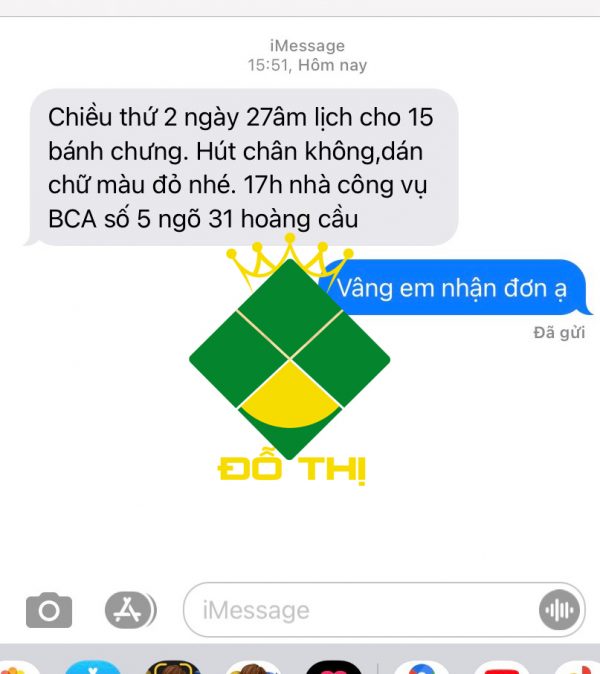 iMessage
15:51, Hôm nay
Chiều thứ 2 ngày 27âm lịch cho 15
bánh chưng. Hút chân không,dán
chữ màu đỏ nhé. 17h nhà công vụ
BCA số 5 ngõ 31 hoàng cầu
Vâng em nhận đơn ạ
Đã gửi
ĐỖ THỊ
iMessage